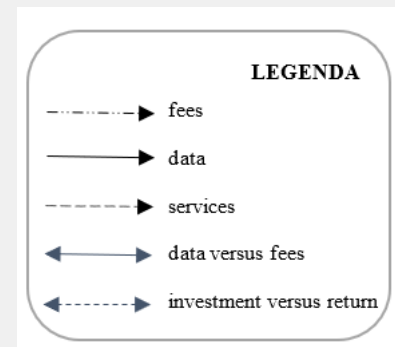 LEGENDA
fees
data
services
data versus fees
investment versus return